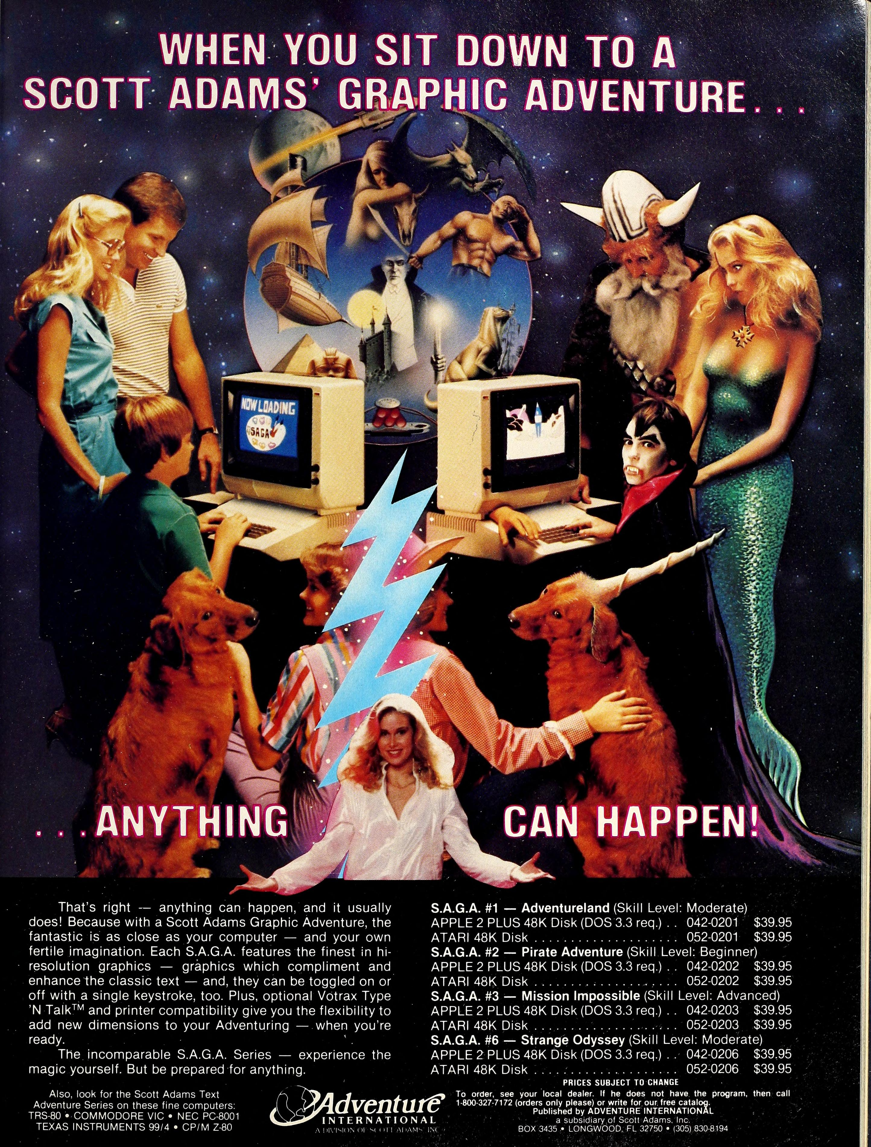 WHEN YOU SIT DOWN TO A
SCOTT ADAMS' GRAPHIC ADVENTURE...
NOW LOADING
SAGA
...ANYTHING CAN HAPPEN!
That's right — anything can happen, and it usually
does! Because with a Scott Adams Graphic Adventure, the
fantastic is as close as your computer — and your own
fertile imagination. Each S.A.G.A. features the finest in hi-
resolution graphics — graphics which compliment and
enhance the classic text — and, they can be toggled on or
off with a single keystroke, too. Plus, optional Votrax Type
'N Talk™ and printer compatibility give you the flexibility to
add new dimensions to your Adventuring — when you're
ready.
The incomparable S.A.G.A. Series — experience the
magic yourself. But be prepared for anything.
Also, look for the Scott Adams Text
Adventure Series on these fine computers:
TRS-80 • COMMODORE VIC • NEC PC-8001
TEXAS INSTRUMENTS 99/4 • CP/M Z-80
Adventure
INTERNATIONAL
A DIVISION OF SCOTT ADAMS, INC.
S.A.G.A. #1 — Adventureland (Skill Level: Moderate)
APPLE 2 PLUS 48K Disk (DOS 3.3 req.) . . 042-0201 $39.95
ATARI 48K Disk . . . . . . . . . . . . . . . . . . . . 052-0201 $39.95
S.A.G.A. #2 — Pirate Adventure (Skill Level: Beginner)
APPLE 2 PLUS 48K Disk (DOS 3.3 req.) . . 042-0202 $39.95
ATARI 48K Disk . . . . . . . . . . . . . . . . . . . . 052-0202 $39.95
S.A.G.A. #3 — Mission Impossible (Skill Level: Advanced)
APPLE 2 PLUS 48K Disk (DOS 3.3 req.) . . 042-0203 $39.95
ATARI 48K Disk . . . . . . . . . . . . . . . . . . . . 052-0203 $39.95
S.A.G.A. #6 — Strange Odyssey (Skill Level: Moderate)
APPLE 2 PLUS 48K Disk (DOS 3.3 req.) . . 042-0206 $39.95
ATARI 48K Disk . . . . . . . . . . . . . . . . . . . . 052-0206 $39.95
PRICES SUBJECT TO CHANGE
To order, see your local dealer. If he does not have the program, then call
1-800-327-7172 (orders only please) or write for our free catalog.
Published by ADVENTURE INTERNATIONAL
a subsidiary of Scott Adams, Inc.
BOX 3435 • LONGWOOD, FL 32750 • (305) 830-8194